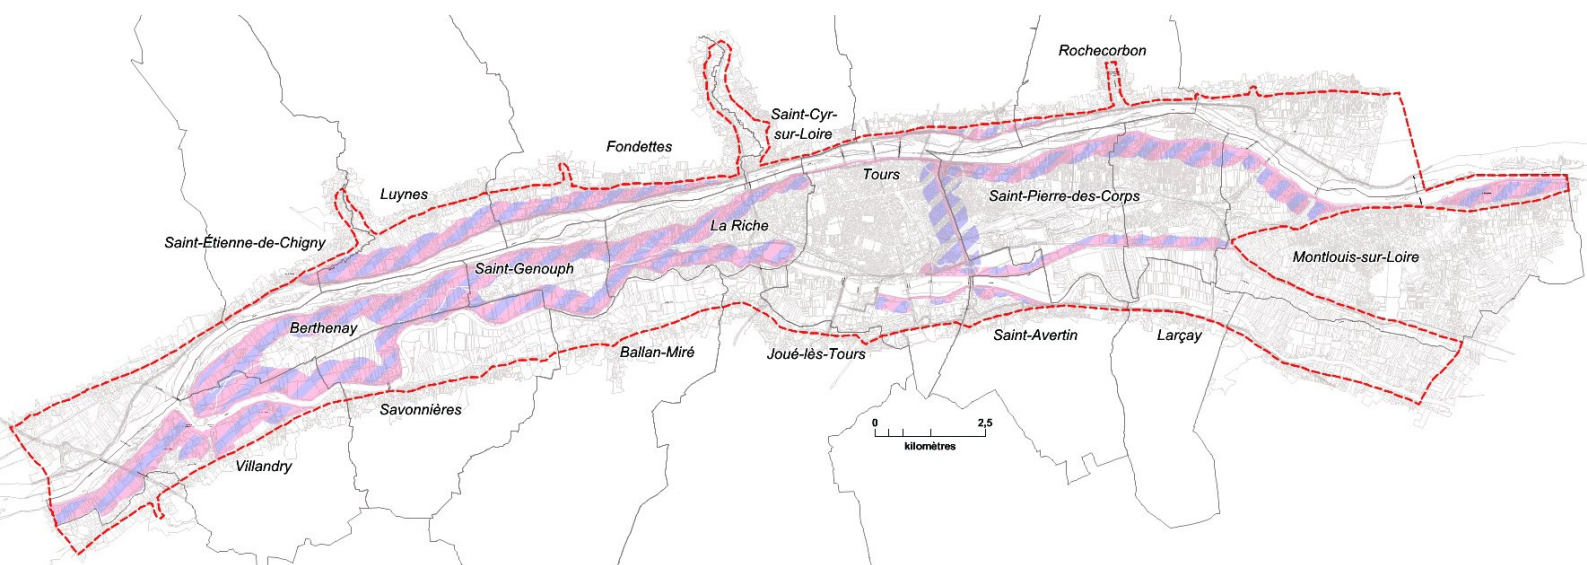 Rochecorbon
Saint-Cyr-
sur-Loire
Fondettes
Tours
Luynes
Saint-Pierre-des-Corps
La Riche
Saint-Étienne-de-Chigny
Montlouis-sur-Loire
Saint-Genouph
Berthenay
Saint-Avertin
Larçay
Ballan-Miré
Joué-lès-Tours
Savonnières
0 2,5
kilomètres
Villandry